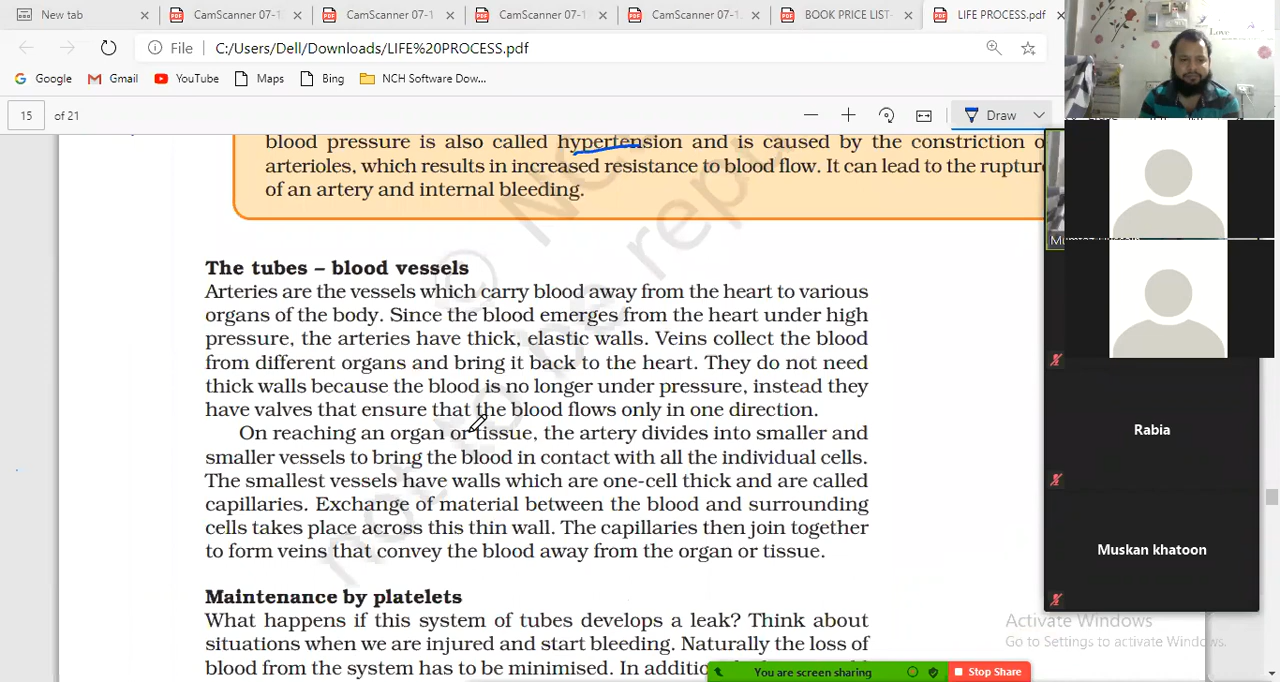 New tab
CamScanner 07-1
CamScanner 07-1
CamScanner 07-1
CamScanner 07-1
BOOK PRICE LIST-
LIFE PROCESS.pdf
Love
File C:/Users/Dell/Downloads/LIFE%20PROCESS.pdf
Google Gmail YouTube Maps Bing NCH Software Dow...
15 of 21
Draw
blood pressure is also called hypertension and is caused by the constriction o
arterioles, which results in increased resistance to blood flow. It can lead to the rupture
of an artery and internal bleeding.
The tubes – blood vessels
Arteries are the vessels which carry blood away from the heart to various
organs of the body. Since the blood emerges from the heart under high
pressure, the arteries have thick, elastic walls. Veins collect the blood
from different organs and bring it back to the heart. They do not need
thick walls because the blood is no longer under pressure, instead they
have valves that ensure that the blood flows only in one direction.
On reaching an organ or tissue, the artery divides into smaller and
smaller vessels to bring the blood in contact with all the individual cells.
The smallest vessels have walls which are one-cell thick and are called
capillaries. Exchange of material between the blood and surrounding
cells takes place across this thin wall. The capillaries then join together
to form veins that convey the blood away from the organ or tissue.
Maintenance by platelets
What happens if this system of tubes develops a leak? Think about
situations when we are injured and start bleeding. Naturally the loss of
blood from the system has to be minimised. In addition
© NC
not to be repu
Rabia
Muskan khatoon
Activate Windows
Go to Settings to activate Windows.
You are screen sharing
Stop Share